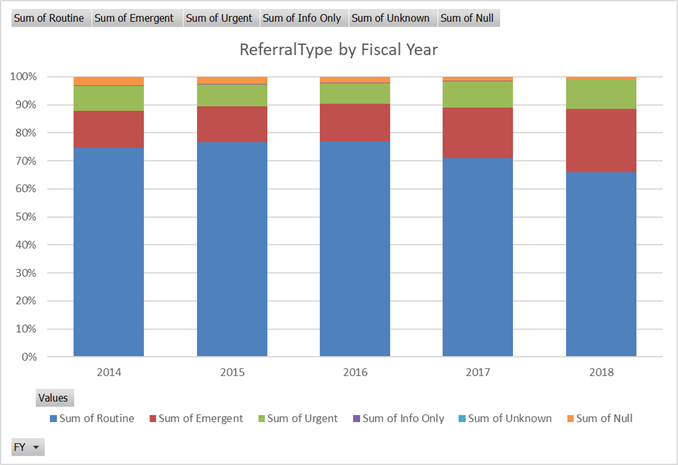 Sum of Routine Sum of Emergent Sum of Urgent Sum of Info Only Sum of Unknown Sum of Null
ReferralType by Fiscal Year
100%
90%
80%
70%
60%
50%
40%
30%
20%
10%
0%
2014 2015 2016 2017 2018
Values
Sum of Routine Sum of Emergent Sum of Urgent Sum of Info Only Sum of Unknown Sum of Null
FY